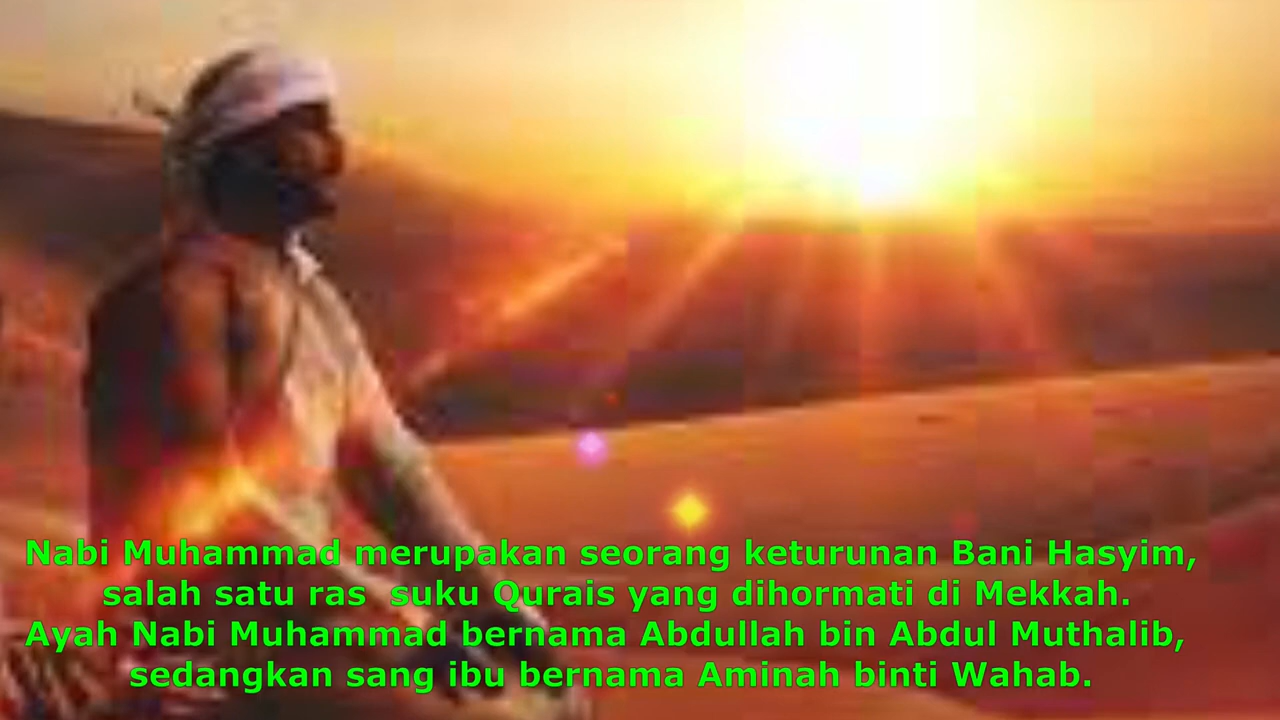 Nabi Muhammad merupakan seorang keturunan Bani Hasyim,
salah satu ras  suku Qurais yang dihormati di Mekkah.
Ayah Nabi Muhammad bernama Abdullah bin Abdul Muthalib,
sedangkan sang ibu bernama Aminah binti Wahab.